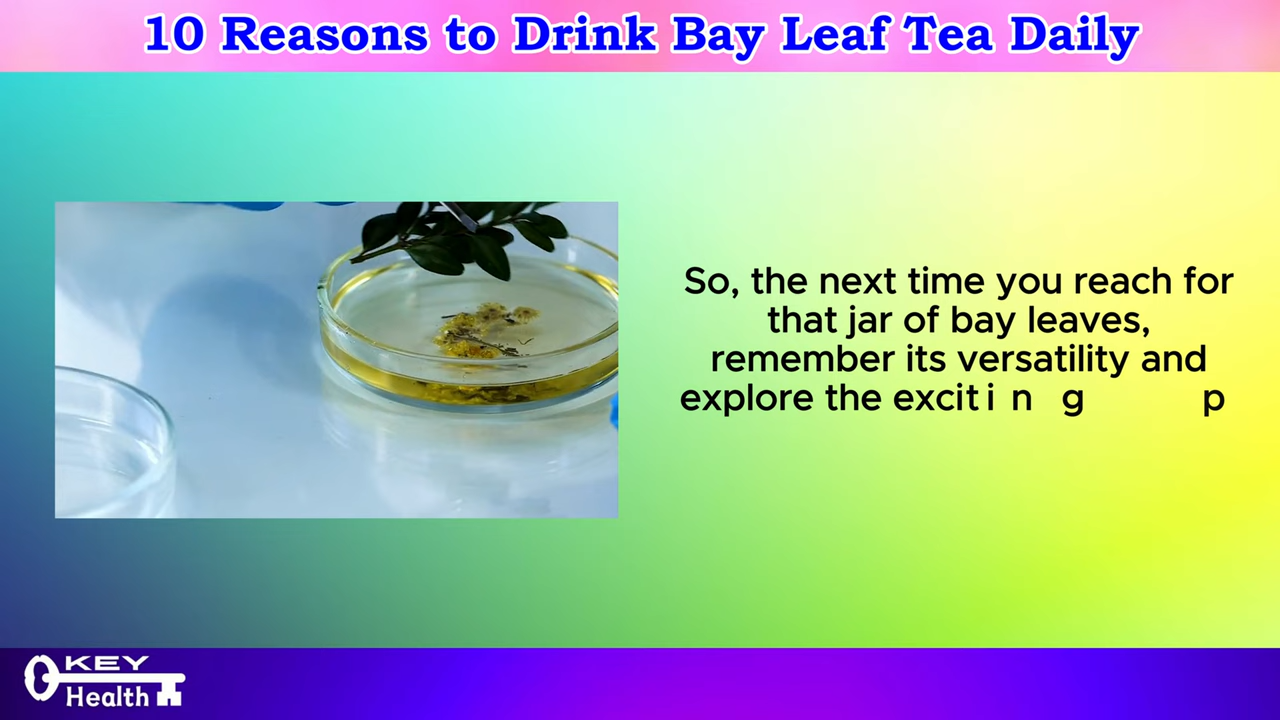 10 Reasons to Drink Bay Leaf Tea Daily
So, the next time you reach for
that jar of bay leaves,
remember its versatility and
explore the exciting p
KEY
Health